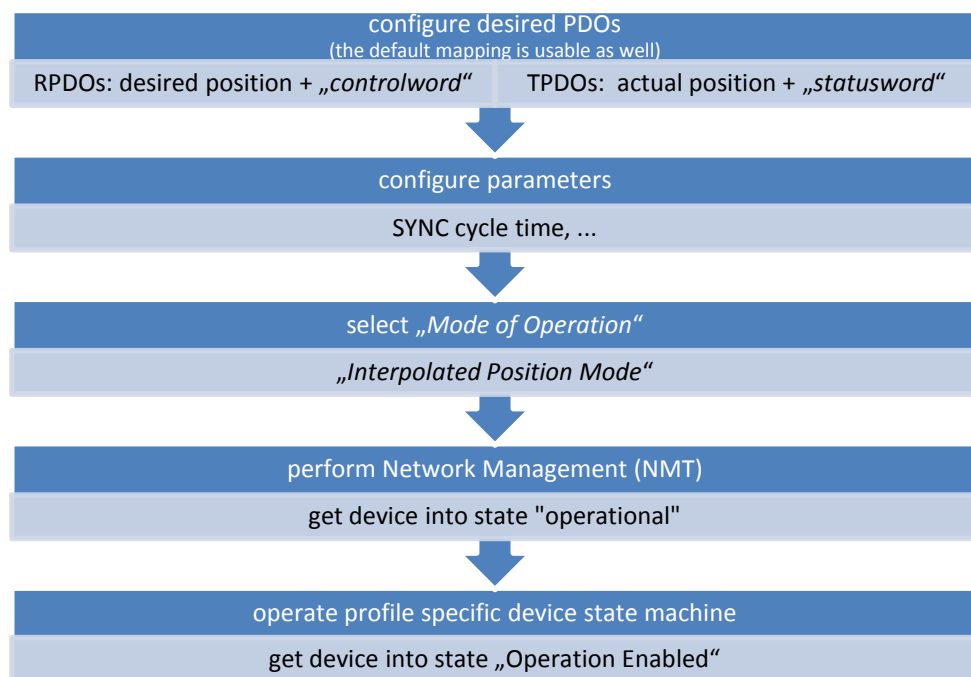 configure desired PDOs
(the default mapping is usable as well)
RPDOs: desired position + „controlword“
TPDOs:  actual position + „statusword“
configure parameters
SYNC cycle time, ...
select „Mode of Operation“
„Interpolated Position Mode“
perform Network Management (NMT)
get device into state "operational"
operate profile specific device state machine
get device into state „Operation Enabled“